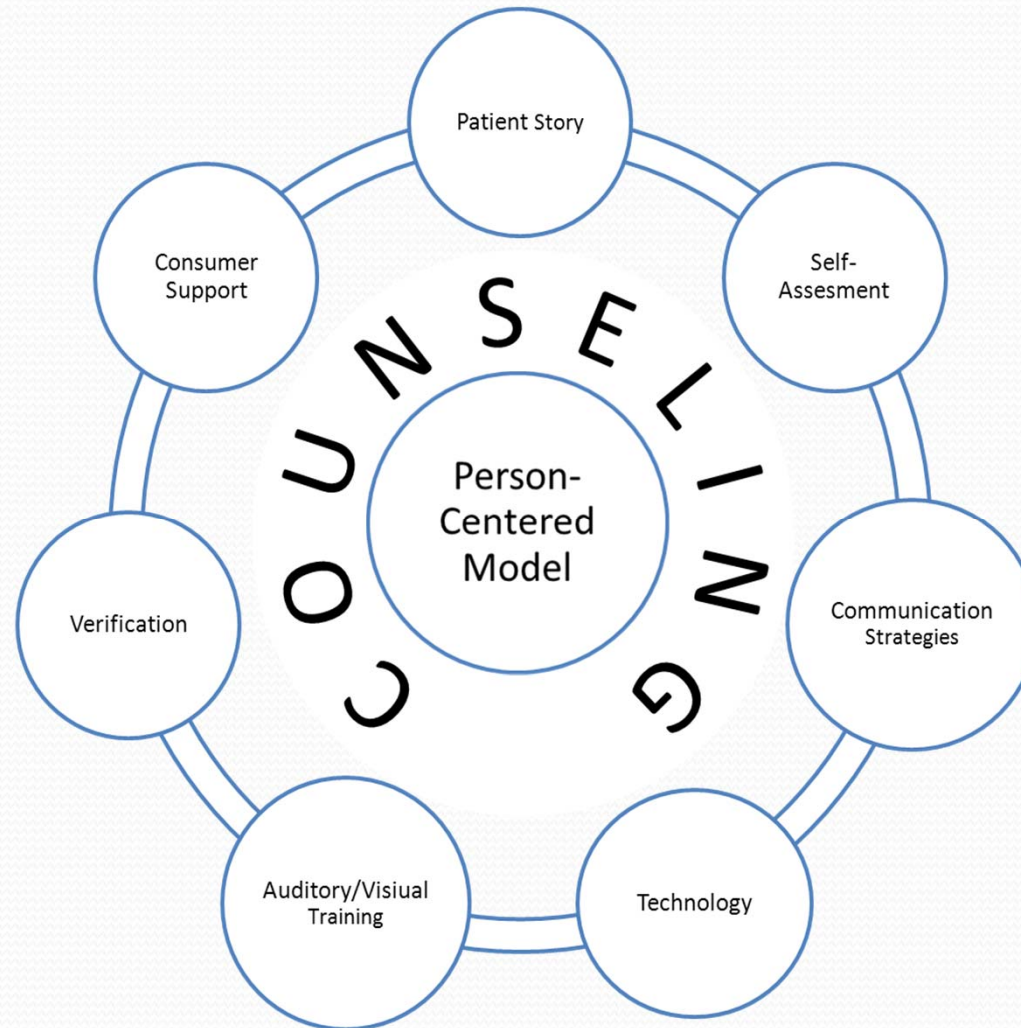 Patient Story
Self-
Assesment
Communication
Strategies
Technology
Auditory/Visiual
Training
Verification
Consumer
Support
COUNSELING
Person-
Centered
Model